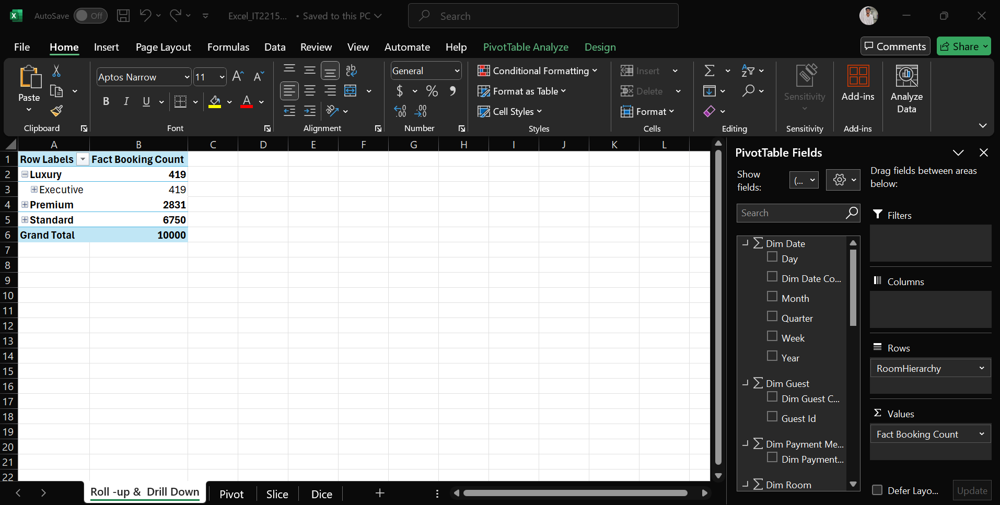 AutoSave Off Excel_IT2215... • Saved to this PC Search
File Home Insert Page Layout Formulas Data Review View Automate Help PivotTable Analyze Design Comments Share
Paste
Clipboard
Aptos Narrow 11
B I U A
Font
ab
Alignment
General
$ % 9
Number
Conditional Formatting
Format as Table
Cell Styles
Styles
Insert
Delete
Format
Cells
Editing
Sensitivity
Sensitivity
Add-ins
Add-ins
Analyze
Data
A B C D E F G H I J K L
1 Row Labels Fact Booking Count
2 Luxury 419
3 Executive 419
4 Premium 2831
5 Standard 6750
6 Grand Total 10000
7
8
9
10
11
12
13
14
15
16
17
18
19
20
21
22
Roll -up & Drill Down Pivot Slice Dice
PivotTable Fields
Show
fields:
(...
Drag fields between areas
below:
Search
Dim Date
Day
Dim Date Co...
Month
Quarter
Week
Year
Dim Guest
Dim Guest C...
Guest Id
Dim Payment Me...
Dim Payment...
Dim Room
Filters
Columns
Rows
RoomHierarchy
Values
Fact Booking Count
Defer Layo... Update